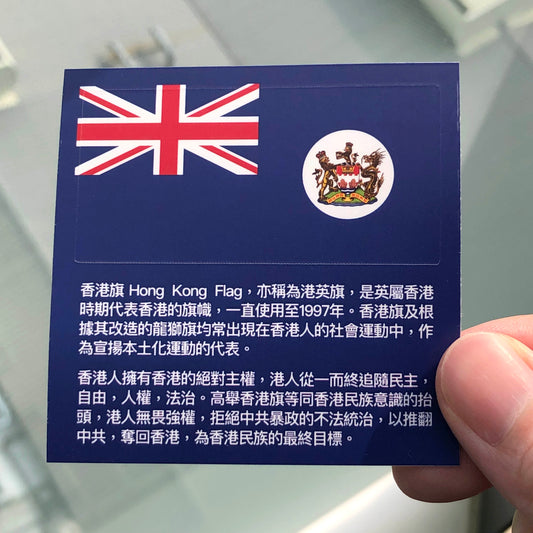 香港旗 Hong Kong Flag，亦稱為港英旗，是英屬香港
時期代表香港的旗幟，一直使用至1997年。香港旗及根
據其改造的龍獅旗均常出現在香港人的社會運動中，作
為宣揚本土化運動的代表。
香港人擁有香港的絕對主權，港人從一而終追隨民主，
自由，人權，法治。高舉香港旗等同香港民族意識的抬
頭，港人無畏強權，拒絕中共暴政的不法統治，以推翻
中共，奪回香港，為香港民族的最終目標。